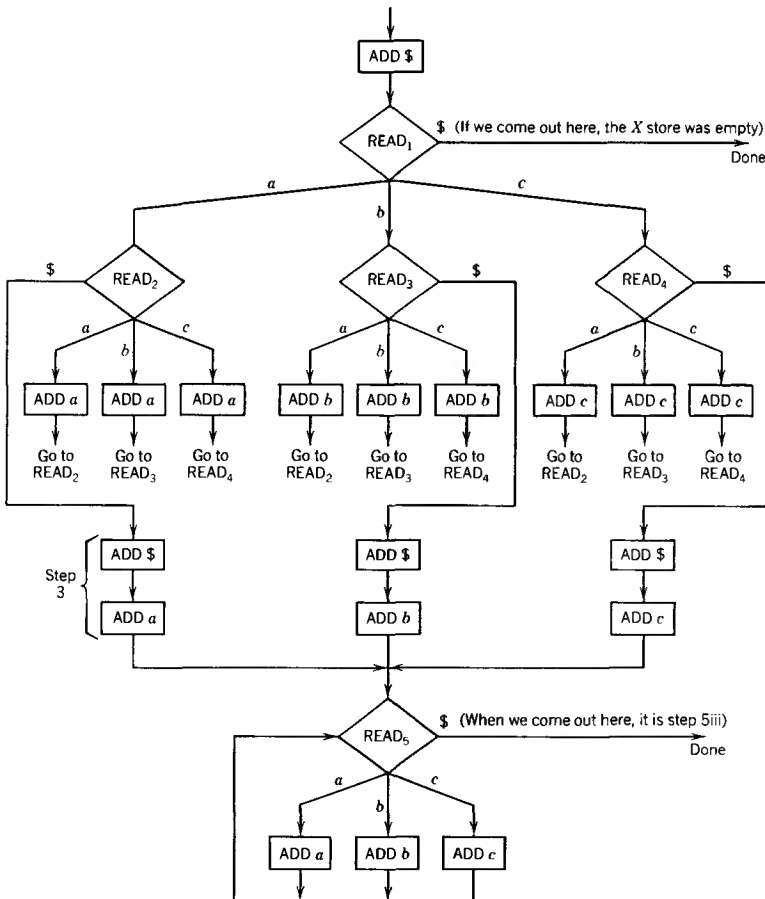 ADD $
$ (If we come out here, the X store was empty)
READ₁
Done
a
b
c
$
READ₂
READ₃
$
READ₄
$
a
b
c
a
b
c
a
b
c
ADD a
ADD a
ADD a
ADD b
ADD b
ADD b
ADD c
ADD c
ADD c
Go to
READ₂
Go to
READ₃
Go to
READ₄
Go to
READ₂
Go to
READ₃
Go to
READ₄
Go to
READ₂
Go to
READ₃
Go to
READ₄
Step
3
ADD $
ADD $
ADD $
ADD a
ADD b
ADD c
$ (When we come out here, it is step 5iii)
READ₅
Done
a
b
c
ADD a
ADD b
ADD c